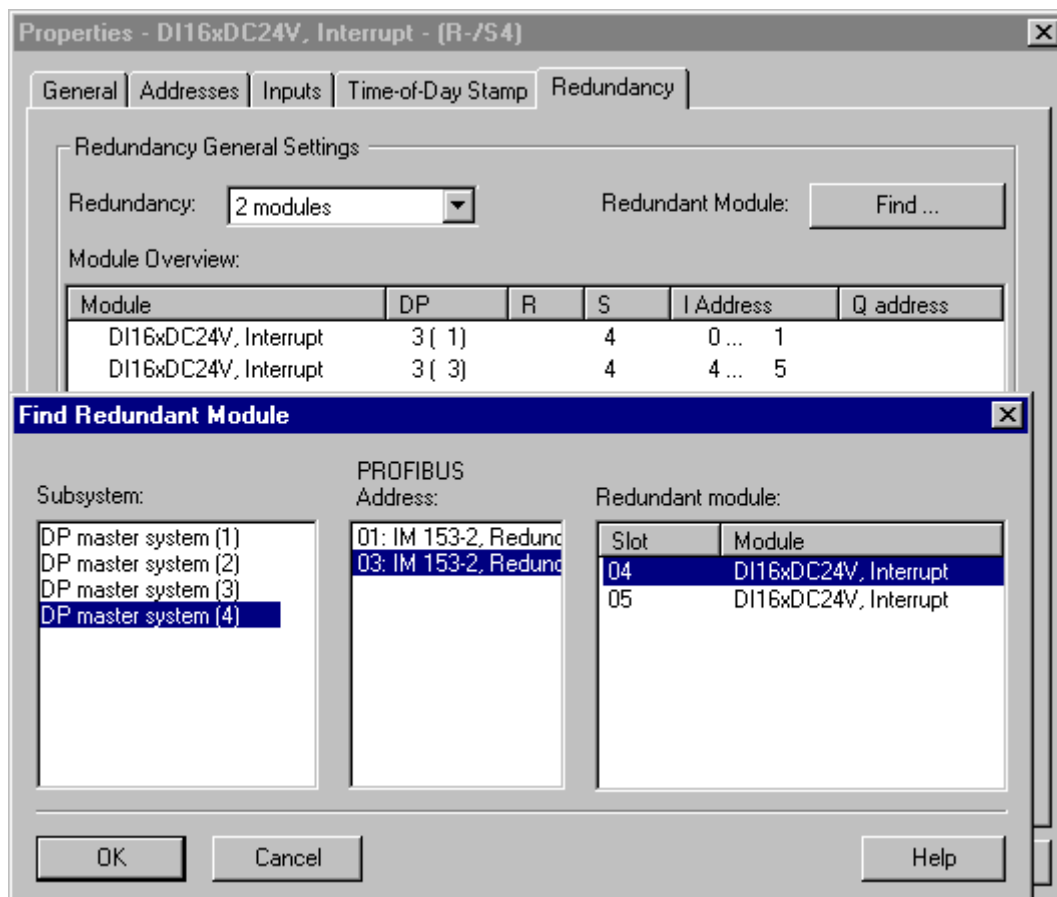 Properties - DI16xDC24V, Interrupt - (R-/S4)
General Addresses Inputs Time-of-Day Stamp Redundancy
Redundancy General Settings
Redundancy: 2 modules Redundant Module: Find ...
Module Overview:
Module DP R S I Address Q address
DI16xDC24V, Interrupt 3 ( 1) 4 0 ... 1
DI16xDC24V, Interrupt 3 ( 3) 4 4 ... 5
Find Redundant Module
Subsystem:
DP master system (1)
DP master system (2)
DP master system (3)
DP master system (4)
PROFIBUS
Address:
01: IM 153-2, Redund
03: IM 153-2, Redund
Redundant module:
Slot Module
04 DI16xDC24V, Interrupt
05 DI16xDC24V, Interrupt
OK Cancel Help